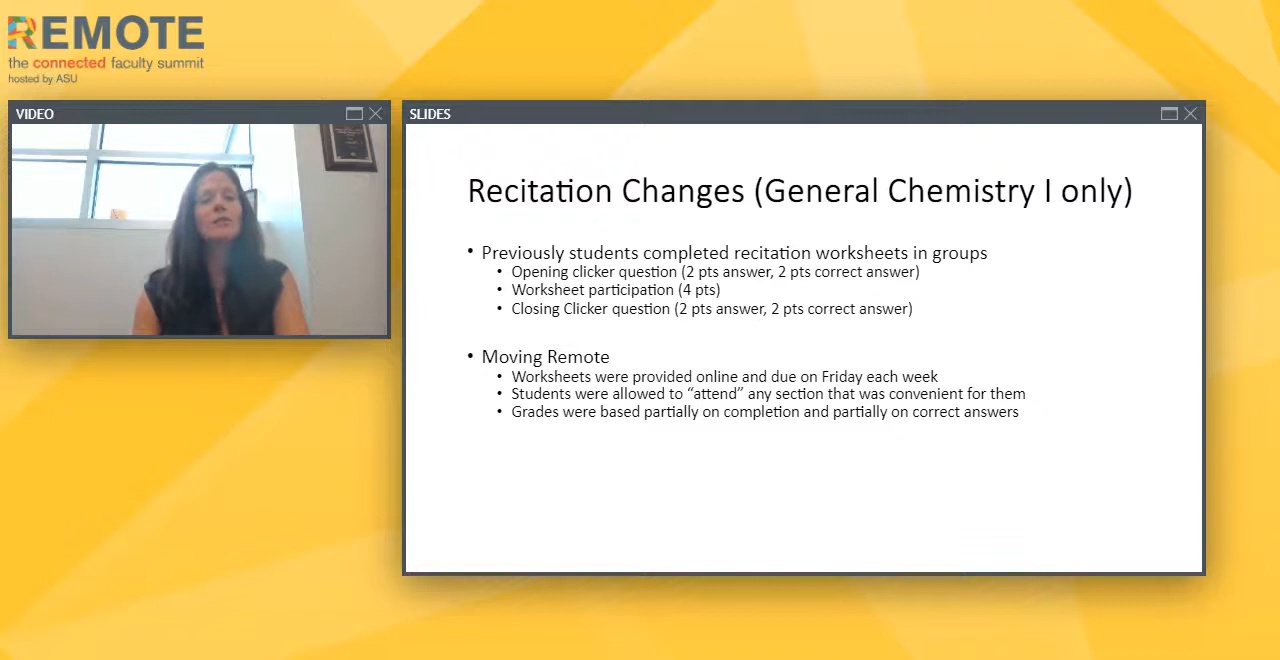 REMOTE
the connected faculty summit
hosted by ASU
VIDEO
SLIDES
Recitation Changes (General Chemistry I only)
• Previously students completed recitation worksheets in groups
• Opening clicker question (2 pts answer, 2 pts correct answer)
• Worksheet participation (4 pts)
• Closing Clicker question (2 pts answer, 2 pts correct answer)
• Moving Remote
• Worksheets were provided online and due on Friday each week
• Students were allowed to “attend” any section that was convenient for them
• Grades were based partially on completion and partially on correct answers